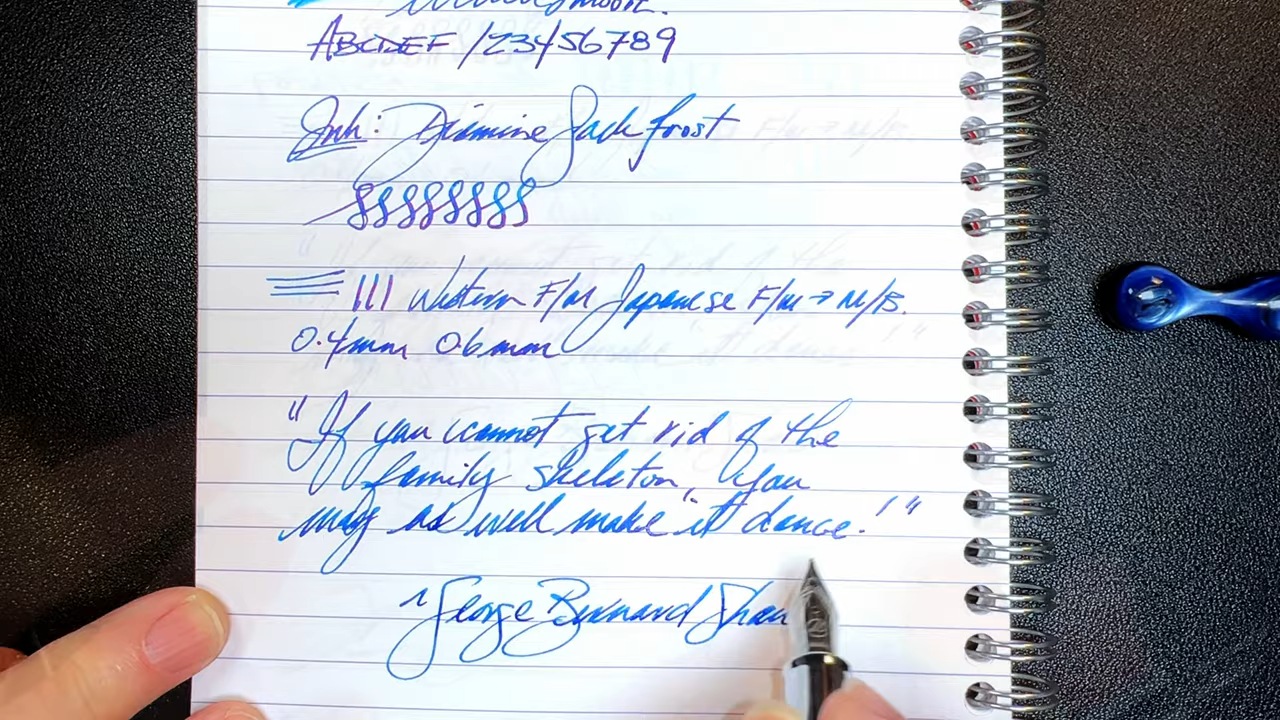 ABCDEF 123456789
Ink: Diamine Jack Frost
Western F/M Japanese F/M → M/B.
0.4mm 0.6mm
"If you cannot get rid of the
family skeleton, you
may as well make it dance!"
~ George Bernard Shaw